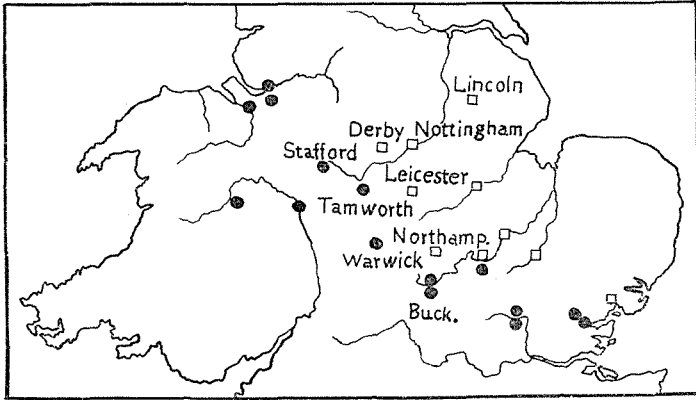 Lincoln
Derby Nottingham
Stafford
Leicester
Tamworth
Northamp.
Warwick
Buck.